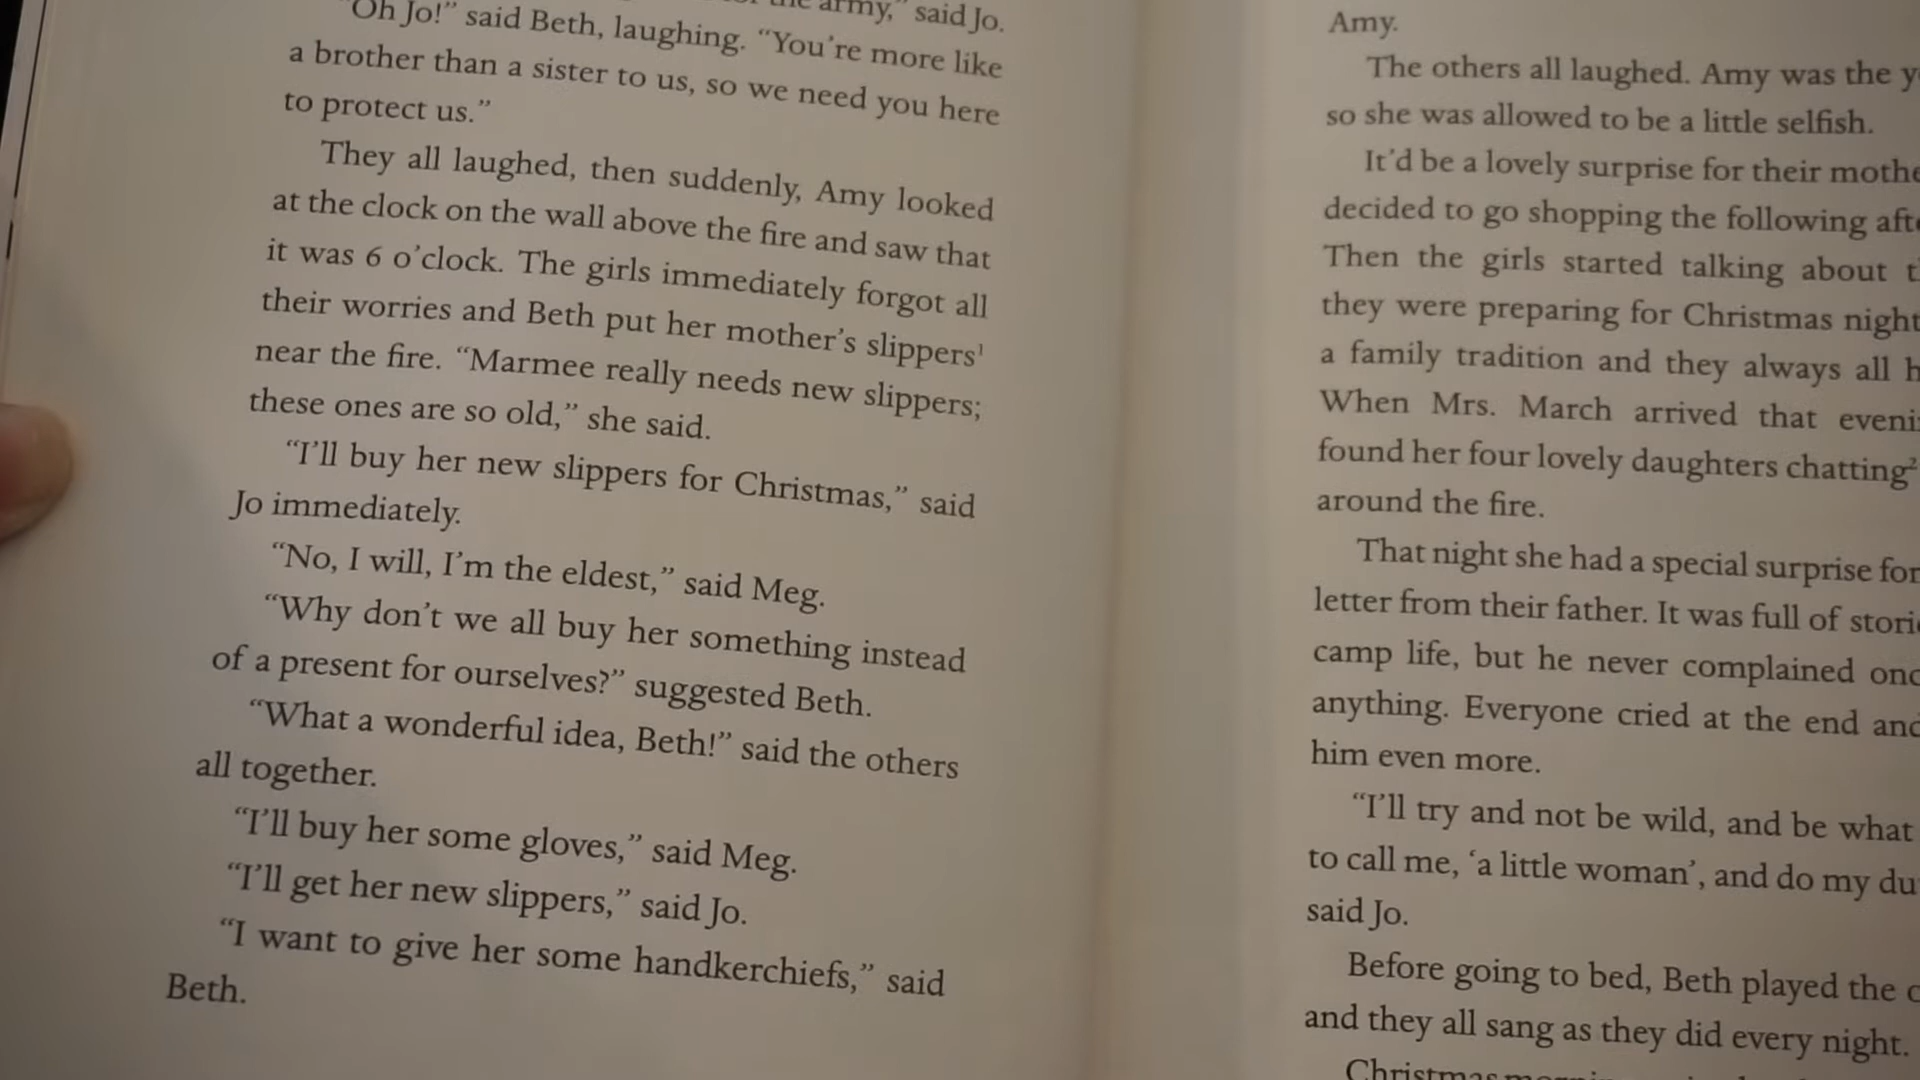 the army," said Jo.
"Oh Jo!" said Beth, laughing. "You're more like
a brother than a sister to us, so we need you here
to protect us."
They all laughed, then suddenly, Amy looked
at the clock on the wall above the fire and saw that
it was 6 o'clock. The girls immediately forgot all
their worries and Beth put her mother's slippers¹
near the fire. "Marmee really needs new slippers;
these ones are so old," she said.
"I'll buy her new slippers for Christmas," said
Jo immediately.
"No, I will, I'm the eldest," said Meg.
"Why don't we all buy her something instead
of a present for ourselves?" suggested Beth.
"What a wonderful idea, Beth!" said the others
all together.
"I'll buy her some gloves," said Meg.
"I'll get her new slippers," said Jo.
"I want to give her some handkerchiefs," said
Beth.
Amy.
The others all laughed. Amy was the
so she was allowed to be a little selfish.
It'd be a lovely surprise for their
decided to go shopping the following
Then the girls started talking about
they were preparing for Christmas night
a family tradition and they always all
When Mrs. March arrived that
found her four lovely daughters chatting²
around the fire.
That night she had a special surprise for
letter from their father. It was full of
camp life, but he never complained
anything. Everyone cried at the end
him even more.
"I'll try and not be wild, and be what
to call me, 'a little woman', and do my
said Jo.
Before going to bed, Beth played the
and they all sang as they did every night.
Christmas